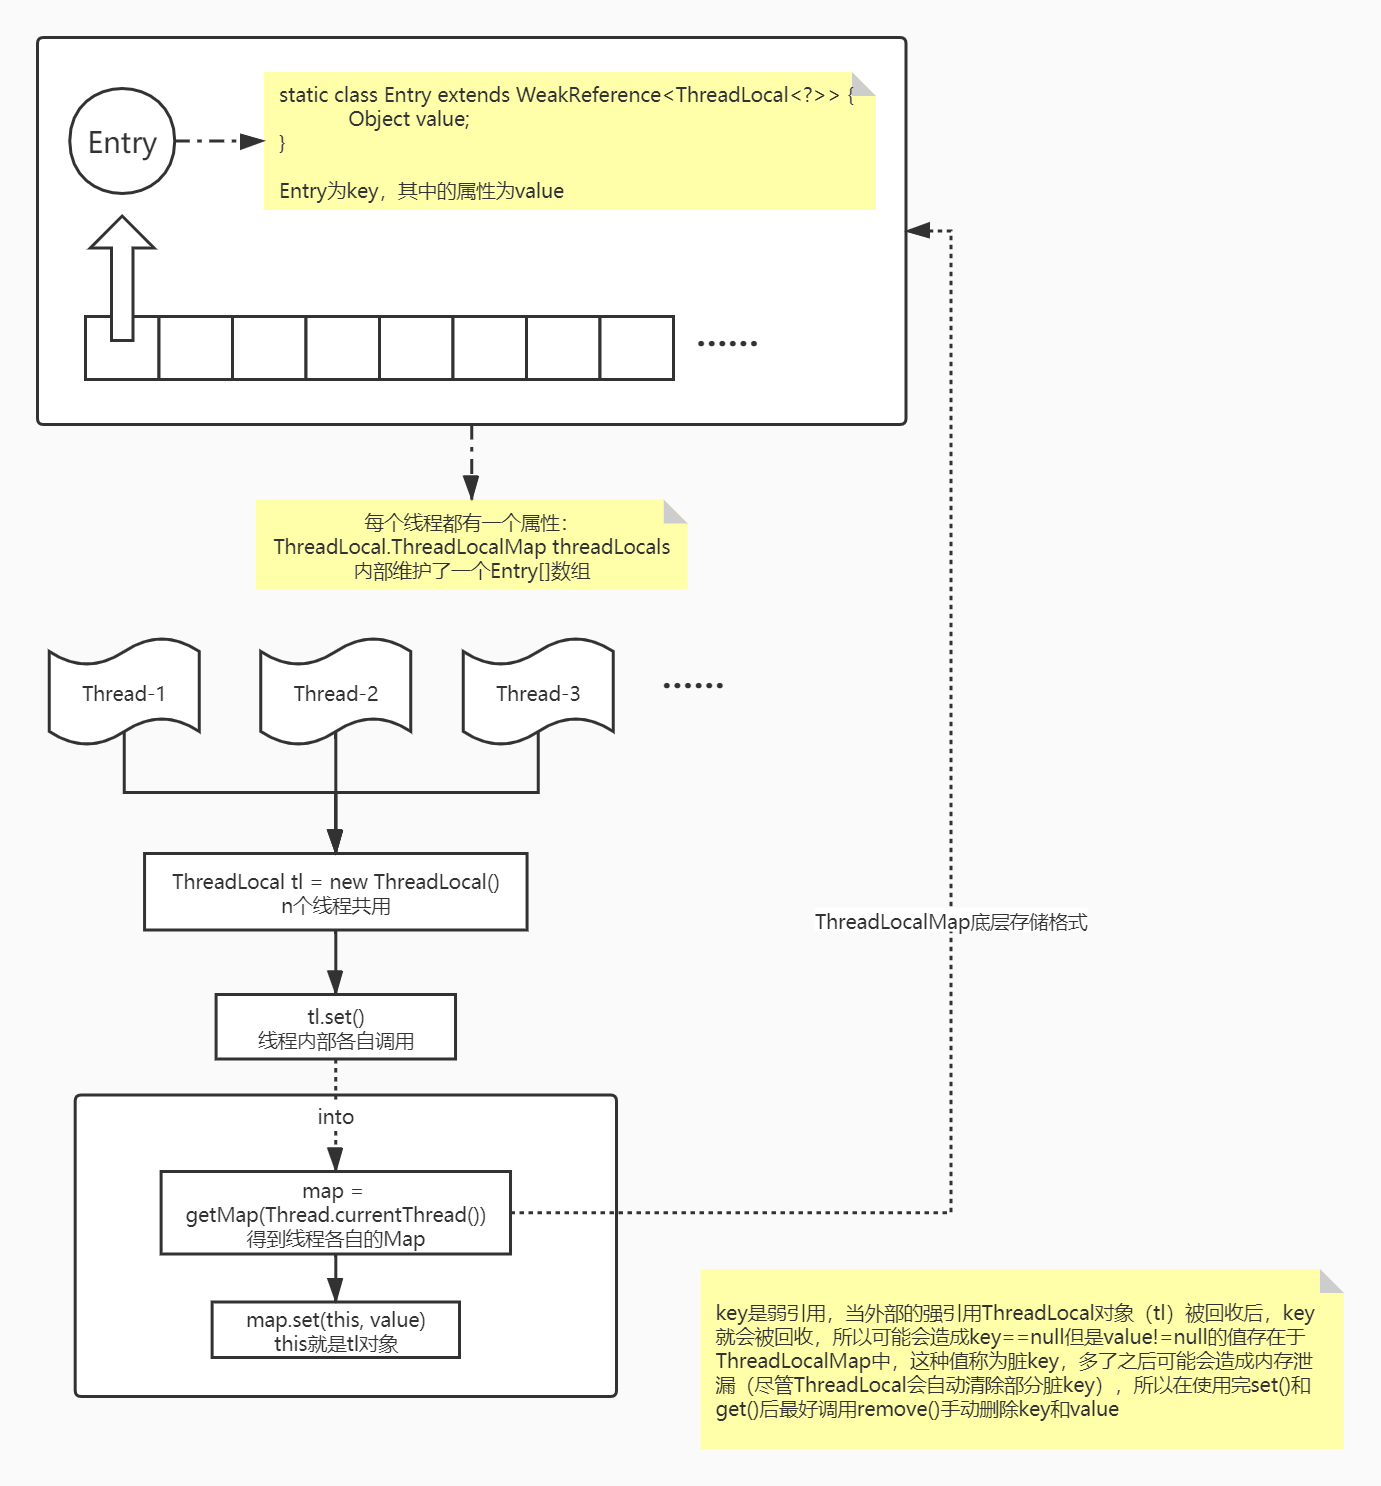 Entry
static class Entry extends WeakReference<ThreadLocal<?>> {
Object value;
}
Entry为key，其中的属性为value
······
每个线程都有一个属性：
ThreadLocal.ThreadLocalMap threadLocals
内部维护了一个Entry[]数组
Thread-1
Thread-2
Thread-3
······
ThreadLocal tl = new ThreadLocal()
n个线程共用
ThreadLocalMap底层存储格式
tl.set()
线程内部各自调用
into
map =
getMap(Thread.currentThread())
得到线程各自的Map
map.set(this, value)
this就是tl对象
key是弱引用，当外部的强引用ThreadLocal对象（tl）被回收后，key
就会被回收，所以可能会造成key==null但是value!=null的值存在于
ThreadLocalMap中，这种值称为脏key，多了之后可能会造成内存泄
漏（尽管ThreadLocal会自动清除部分脏key），所以在使用完set()和
get()后最好调用remove()手动删除key和value